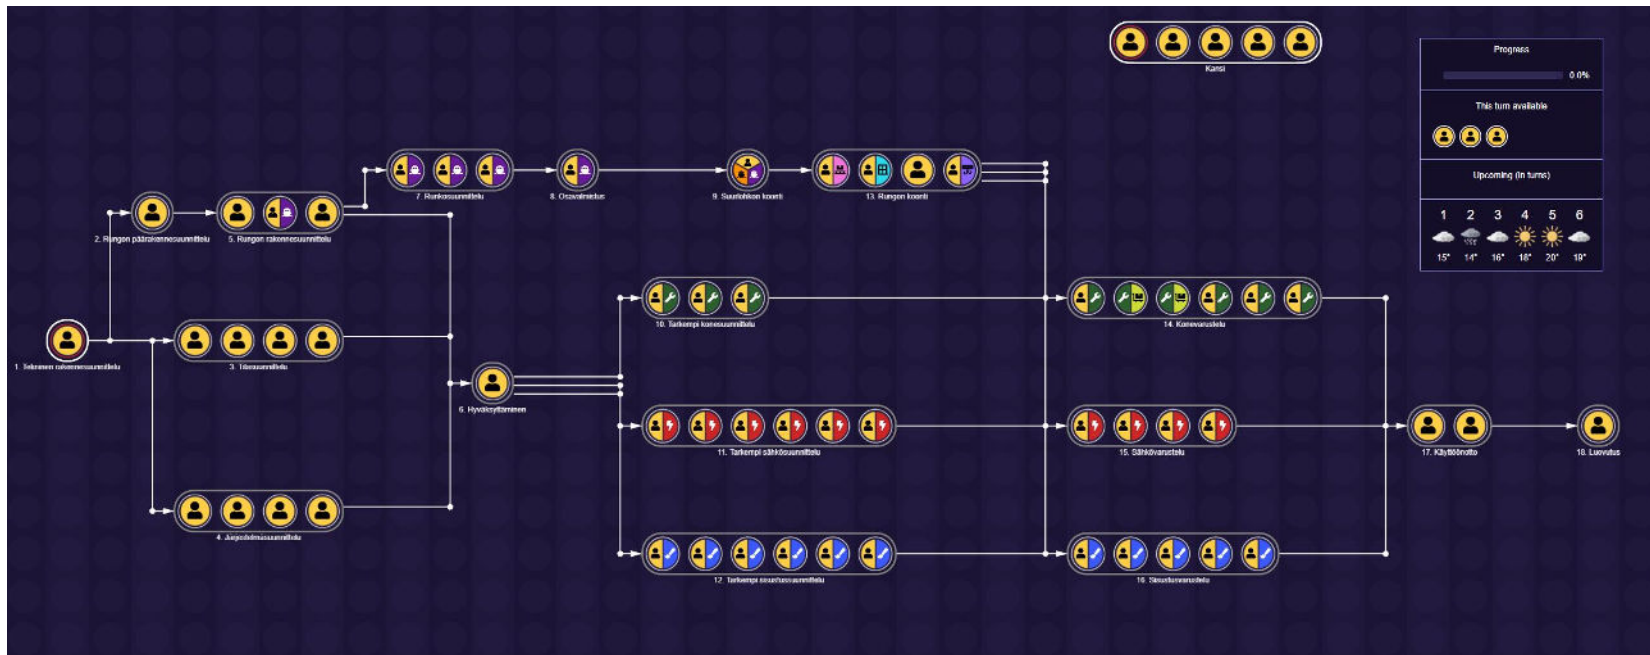 Kansi
Progress
0.0%
This turn available
Upcoming (in turns)
1 2 3 4 5 6
15° 14° 16° 18° 20° 19°
7. Runkosuunnittelu
8. Osavalmistus
9. Suurlohkon koonti
13. Rungon koonti
2. Rungon päärakennesuunnittelu
5. Rungon rakennesuunnittelu
10. Tarkempi konesuunnittelu
14. Konevarustelu
1. Tekninen rakennesuunnittelu
3. Tilasuunnittelu
6. Hyväksyttäminen
11. Tarkempi sähkösuunnittelu
15. Sähkövarustelu
17. Käyttöönotto
18. Luovutus
4. Järjestelmäsuunnittelu
12. Tarkempi sisustussuunnittelu
16. Sisustusvarustelu